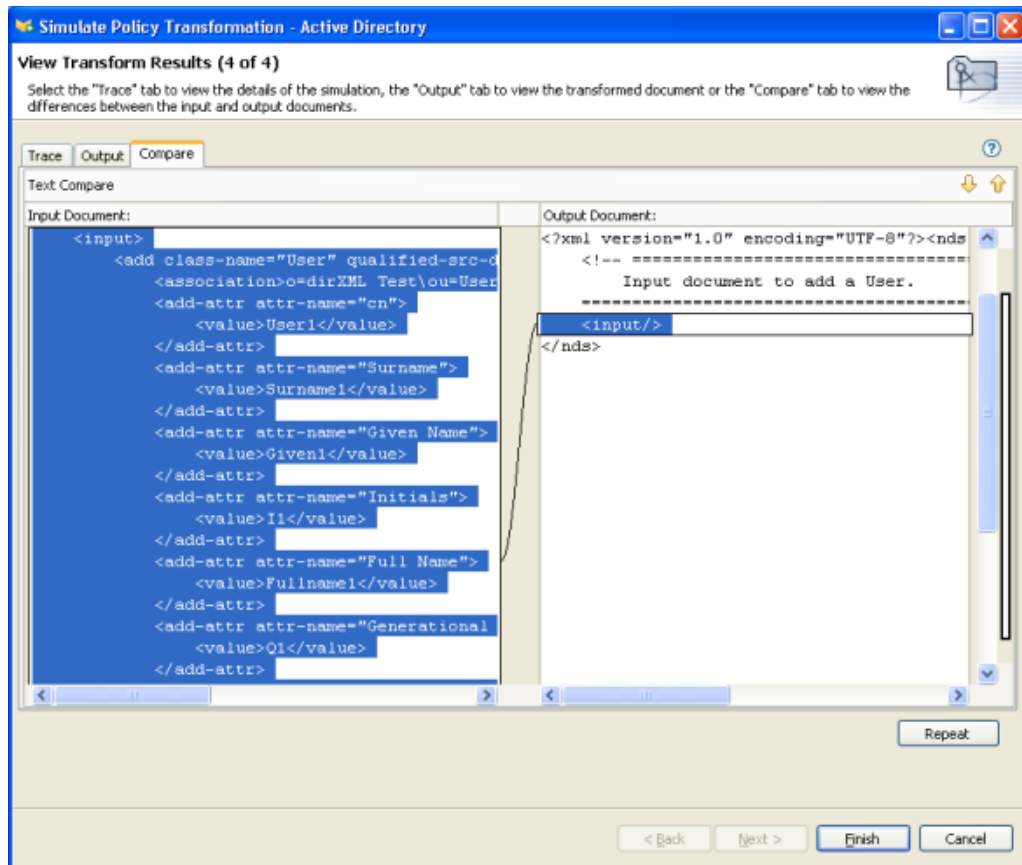 Simulate Policy Transformation - Active Directory
View Transform Results (4 of 4)
Select the "Trace" tab to view the details of the simulation, the "Output" tab to view the transformed document or the "Compare" tab to view the
differences between the input and output documents.
Trace
Output
Compare
Text Compare
Input Document:
<input>
<add class-name="User" qualified-src-d
<association>o=dirXML Test\ou=User
<add-attr attr-name="cn">
<value>User1</value>
</add-attr>
<add-attr attr-name="Surname">
<value>Surname1</value>
</add-attr>
<add-attr attr-name="Given Name">
<value>Given1</value>
</add-attr>
<add-attr attr-name="Initials">
<value>I1</value>
</add-attr>
<add-attr attr-name="Full Name">
<value>Fullname1</value>
</add-attr>
<add-attr attr-name="Generational
<value>Q1</value>
</add-attr>
Output Document:
<?xml version="1.0" encoding="UTF-8"?><nds
<!-- ==================================
Input document to add a User.
=======================================
<input/>
</nds>
Repeat
< Back
Next >
Finish
Cancel